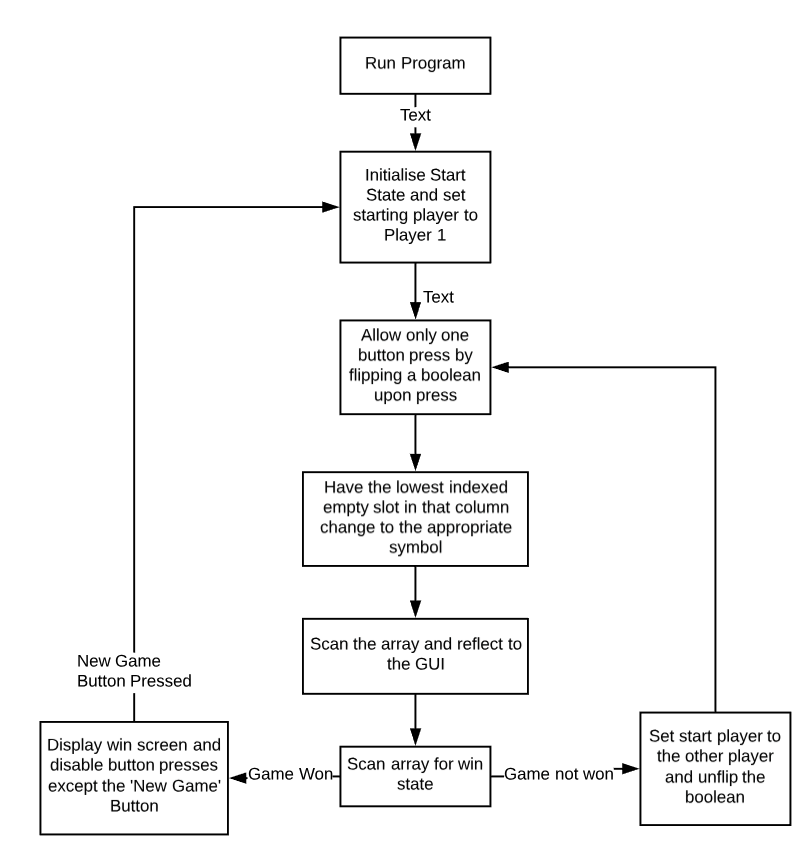 Run Program
Text
Initialise Start
State and set
starting player to
Player 1
Text
Allow only one
button press by
flipping a boolean
upon press
Have the lowest indexed
empty slot in that column
change to the appropriate
symbol
Scan the array and reflect to
the GUI
Scan array for win
state
Game Won
Game not won
Display win screen and
disable button presses
except the 'New Game'
Button
New Game
Button Pressed
Set start player to
the other player
and unflip the
boolean